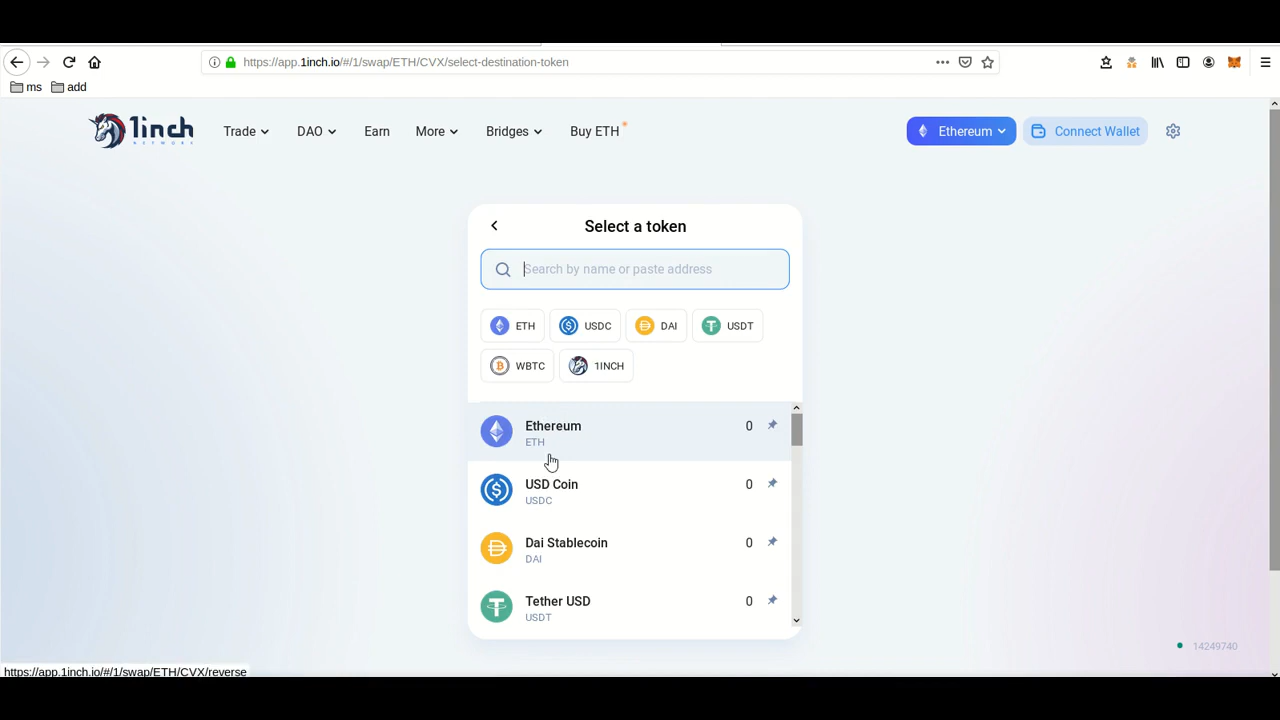 https://app.1inch.io/#/1/swap/ETH/CVX/select-destination-token
ms add
1inch
NETWORK
Trade DAO Earn More Bridges Buy ETH Ethereum Connect Wallet
Select a token
Search by name or paste address
ETH USDC DAI USDT
WBTC 1INCH
Ethereum 0
ETH
USD Coin 0
USDC
Dai Stablecoin 0
DAI
Tether USD 0
USDT
14249740
https://app.1inch.io/#/1/swap/ETH/CVX/reverse